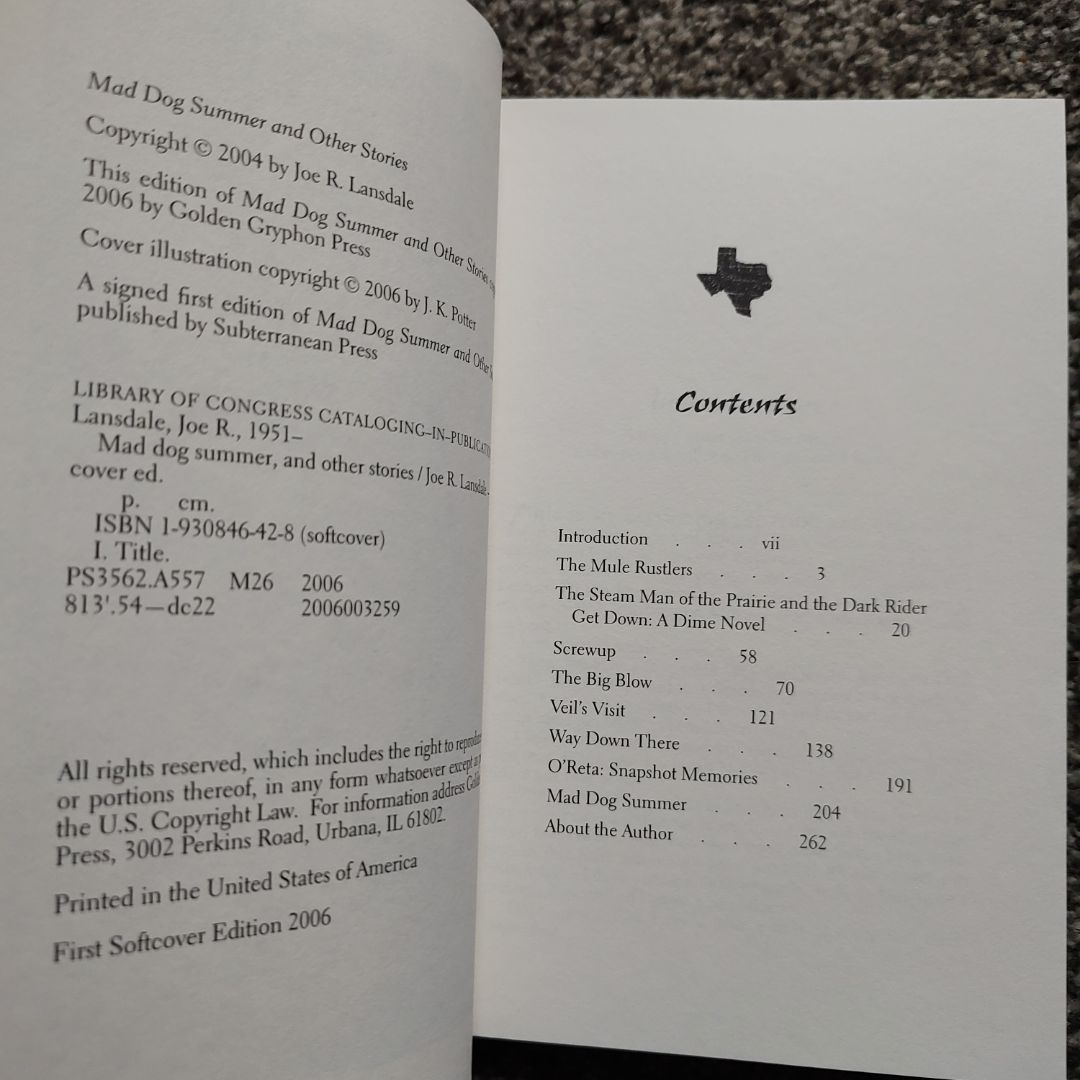 Mad Dog Summer and Other Stories
Copyright © 2004 by Joe R. Lansdale
This edition of Mad Dog Summer and Other Stories
2006 by Golden Gryphon Press
Cover illustration copyright © 2006 by J. K. Potter
A signed first edition of Mad Dog Summer and Other
published by Subterranean Press
LIBRARY OF CONGRESS CATALOGING–IN–PUBLICATION
Lansdale, Joe R., 1951–
Mad dog summer, and other stories / Joe R. Lansdale.
cover ed.
p. cm.
ISBN 1-930846-42-8 (softcover)
I. Title.
PS3562.A557 M26 2006
813'.54—dc22 2006003259
All rights reserved, which includes the right to reproduce
or portions thereof, in any form whatsoever except
the U.S. Copyright Law. For information address
Press, 3002 Perkins Road, Urbana, IL 61802.
Printed in the United States of America
First Softcover Edition 2006
Contents
Introduction . . . vii
The Mule Rustlers . . . 3
The Steam Man of the Prairie and the Dark Rider
Get Down: A Dime Novel . . . 20
Screwup . . . 58
The Big Blow . . . 70
Veil's Visit . . . 121
Way Down There . . . 138
O'Reta: Snapshot Memories . . . 191
Mad Dog Summer . . . 204
About the Author . . . 262